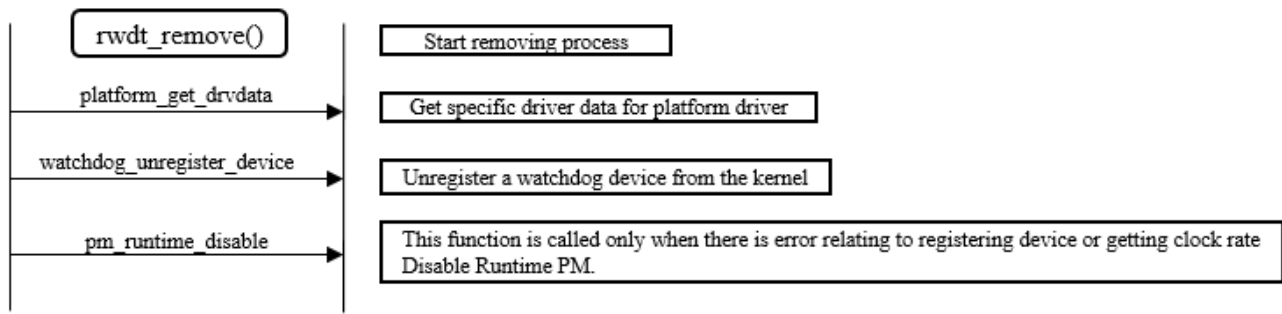 rwdt_remove()
Start removing process
platform_get_drvdata
Get specific driver data for platform driver
watchdog_unregister_device
Unregister a watchdog device from the kernel
pm_runtime_disable
This function is called only when there is error relating to registering device or getting clock rate
Disable Runtime PM.